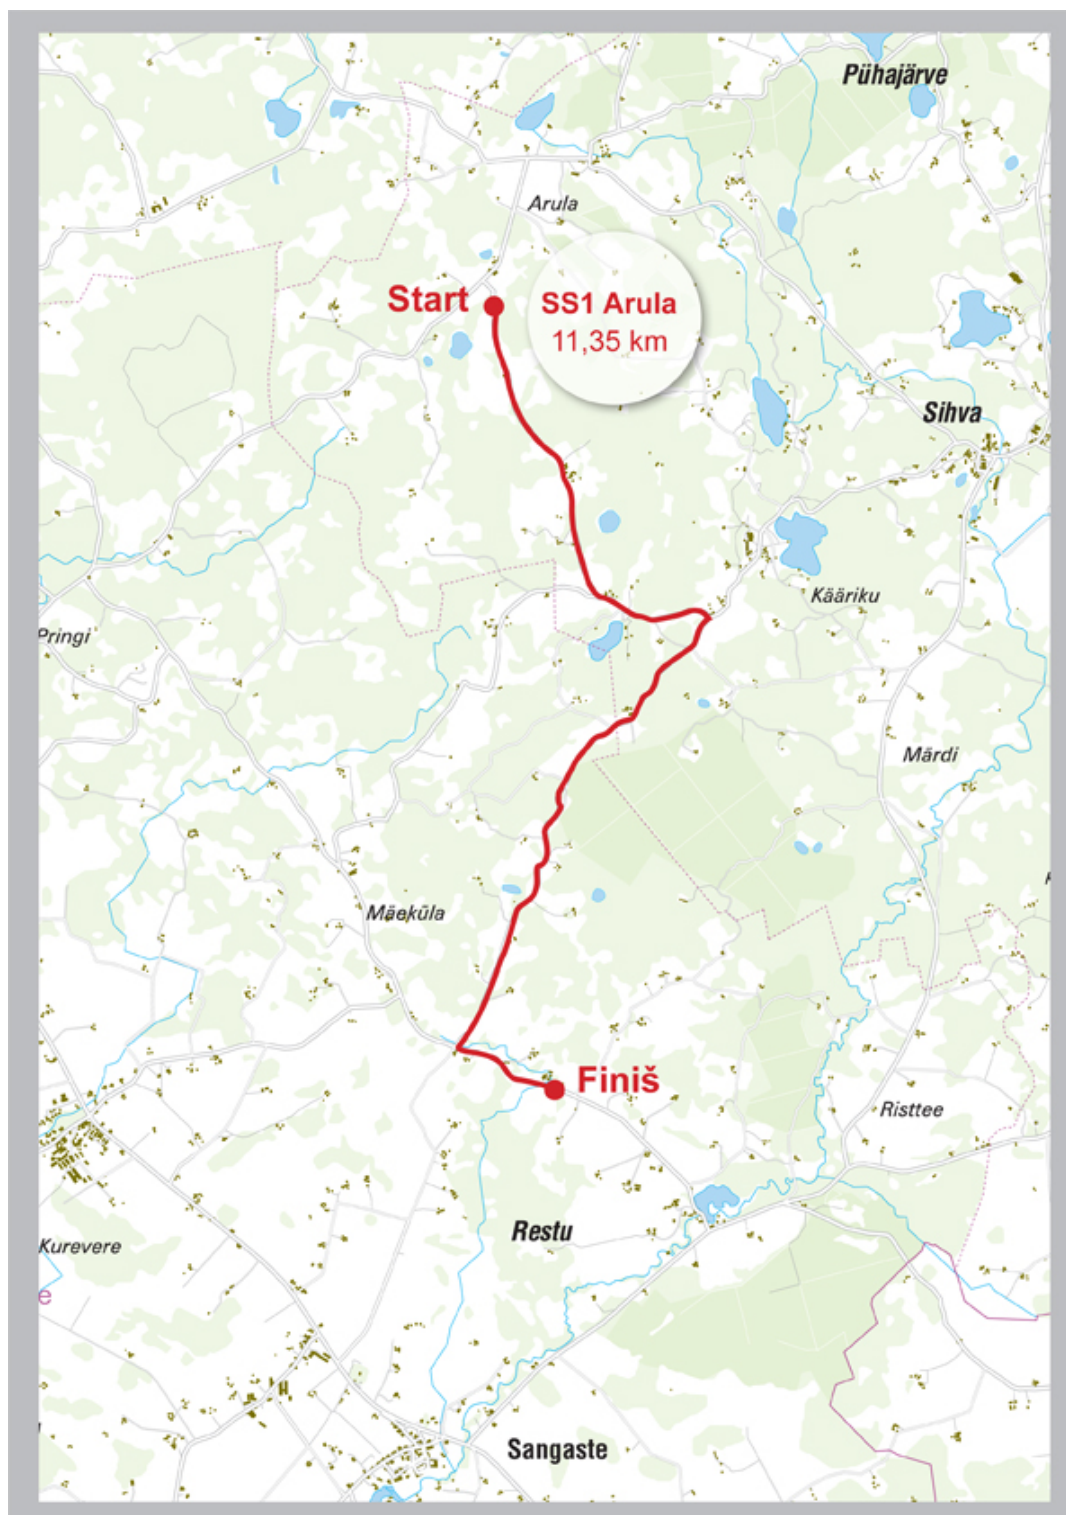 Pühajärve
Arula
Start
SS1 Arula
11,35 km
Sihva
Kääriku
Pringi
Märdi
Mäeküla
Finiš
Risttee
Restu
Kurevere
e
Sangaste